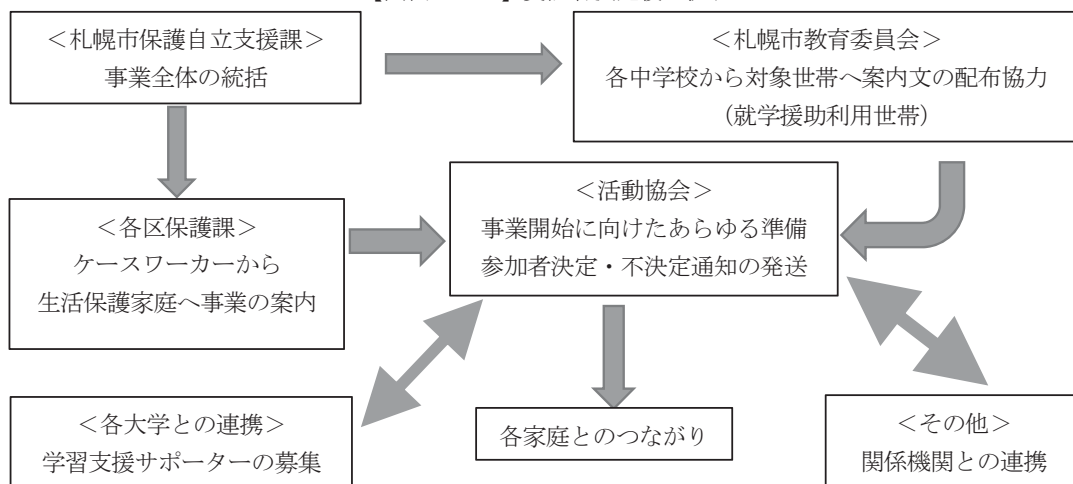 ＜札幌市保護自立支援課＞
事業全体の統括
＜札幌市教育委員会＞
各中学校から対象世帯へ案内文の配布協力
（就学援助利用世帯）
＜各区保護課＞
ケースワーカーから
生活保護家庭へ事業の案内
＜活動協会＞
事業開始に向けたあらゆる準備
参加者決定・不決定通知の発送
＜各大学との連携＞
学習支援サポーターの募集
各家庭とのつながり
＜その他＞
関係機関との連携